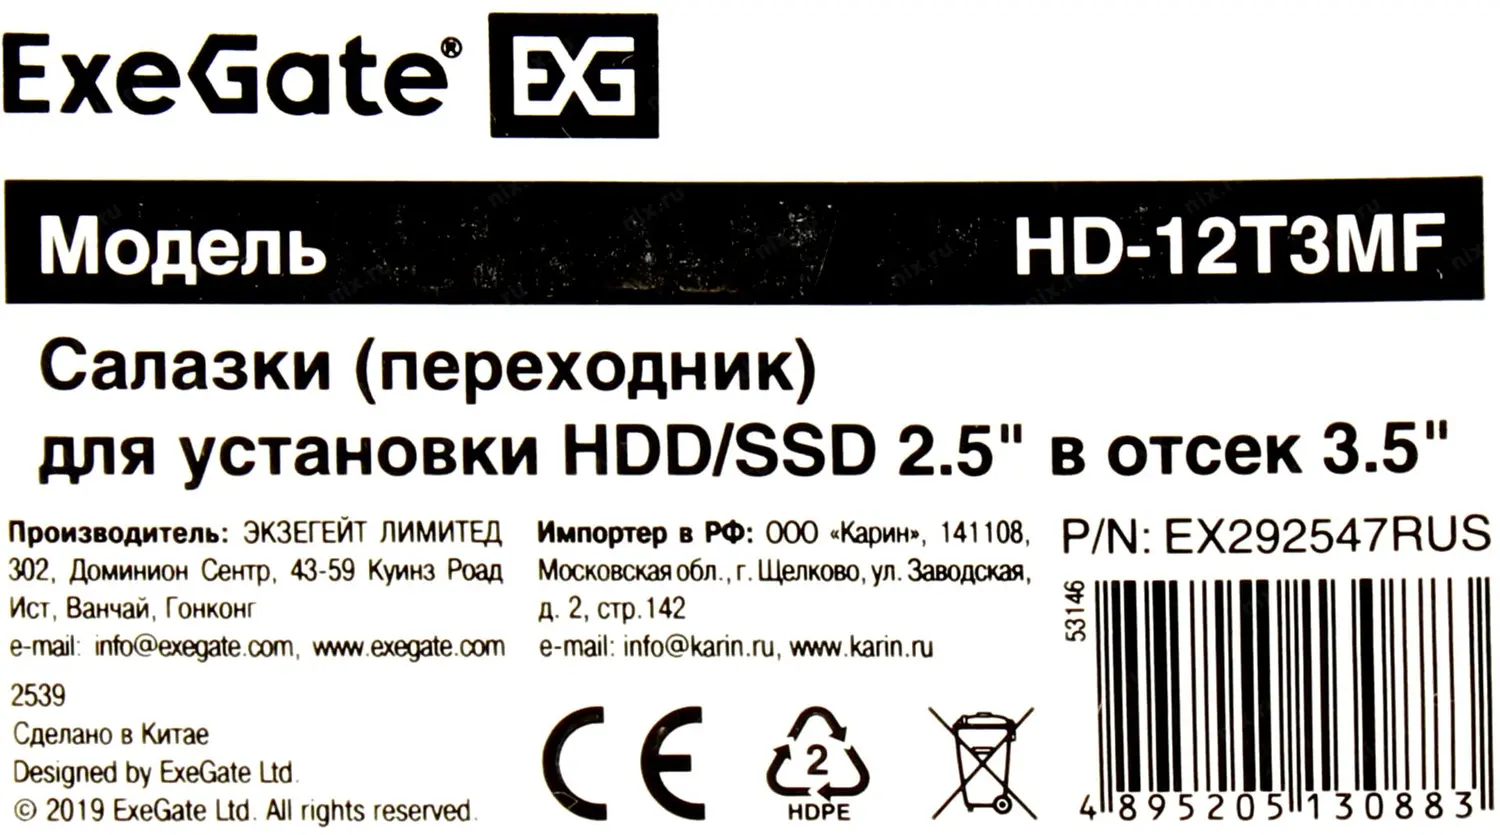 ExeGate® EXG
Модель HD-12T3MF
Салазки (переходник)
для установки HDD/SSD 2.5" в отсек 3.5"
Производитель: ЭКЗЕГЕЙТ ЛИМИТЕД
302, Доминион Сентр, 43-59 Куинз Роад
Ист, Ванчай, Гонконг
e-mail: info@exegate.com, www.exegate.com
2539
Сделано в Китае
Designed by ExeGate Ltd.
© 2019 ExeGate Ltd. All rights reserved.
Импортер в РФ: ООО «Карин», 141108,
Московская обл., г. Щелково, ул. Заводская,
д. 2, стр.142
e-mail: info@karin.ru, www.karin.ru
CE
2
HDPE
P/N: EX292547RUS
53146
4 895205 130883
nix.ru